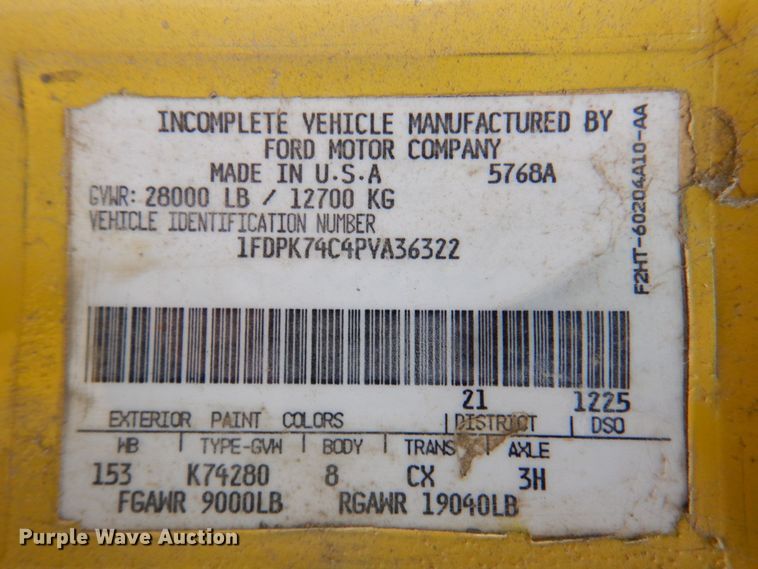 INCOMPLETE VEHICLE MANUFACTURED BY
FORD MOTOR COMPANY
MADE IN U.S.A 5768A
GVWR: 28000 LB / 12700 KG
VEHICLE IDENTIFICATION NUMBER
1FDPK74C4PVA36322
21 1225
EXTERIOR PAINT COLORS DISTRICT DSO
WB TYPE-GVW BODY TRANS AXLE
153 K74280 8 CX 3H
FGAWR 9000LB RGAWR 19040LB
F2HT-60204A10-AA
Purple Wave Auction